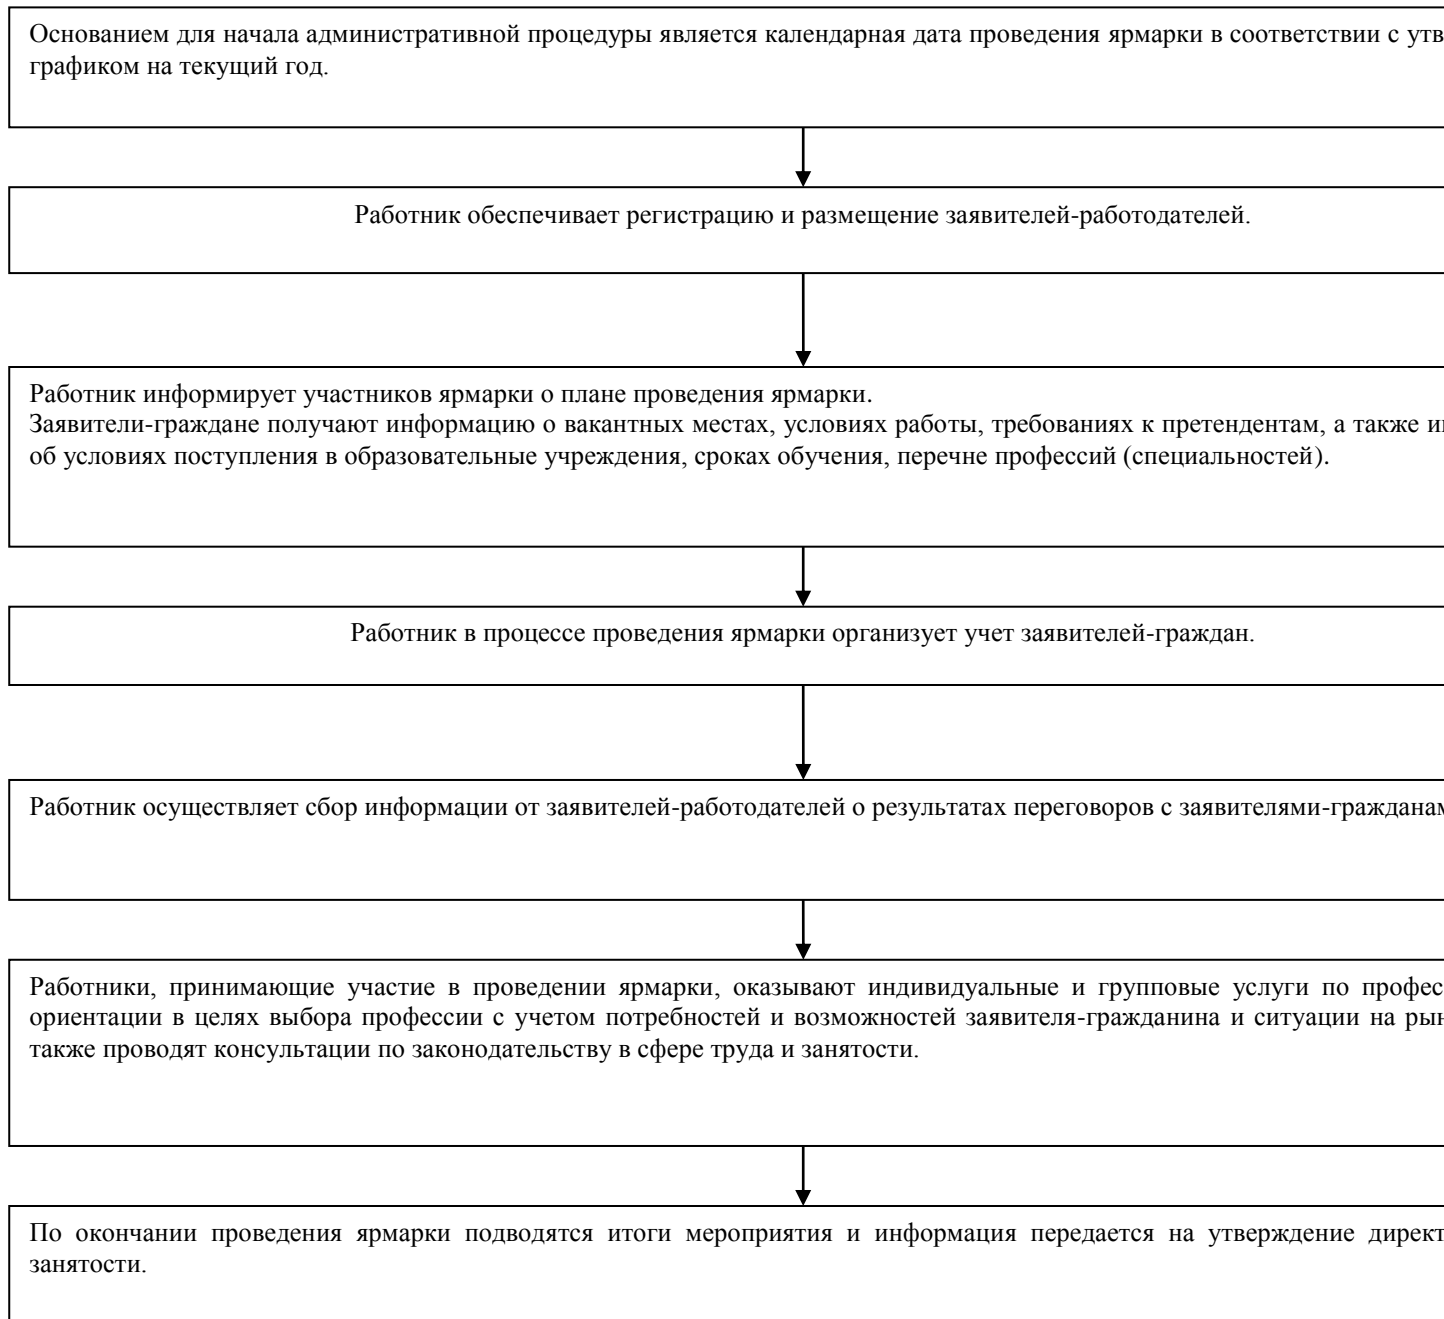 Основанием для начала административной процедуры является календарная дата проведения ярмарки в соответствии с утв
графиком на текущий год.
Работник обеспечивает регистрацию и размещение заявителей-работодателей.
Работник информирует участников ярмарки о плане проведения ярмарки.
Заявители-граждане получают информацию о вакантных местах, условиях работы, требованиях к претендентам, а также
об условиях поступления в образовательные учреждения, сроках обучения, перечне профессий (специальностей).
Работник в процессе проведения ярмарки организует учет заявителей-граждан.
Работник осуществляет сбор информации от заявителей-работодателей о результатах переговоров с заявителями-граждана
Работники, принимающие участие в проведении ярмарки, оказывают индивидуальные и групповые услуги по профес
ориентации в целях выбора профессии с учетом потребностей и возможностей заявителя-гражданина и ситуации на рын
также проводят консультации по законодательству в сфере труда и занятости.
По окончании проведения ярмарки подводятся итоги мероприятия и информация передается на утверждение директ
занятости.